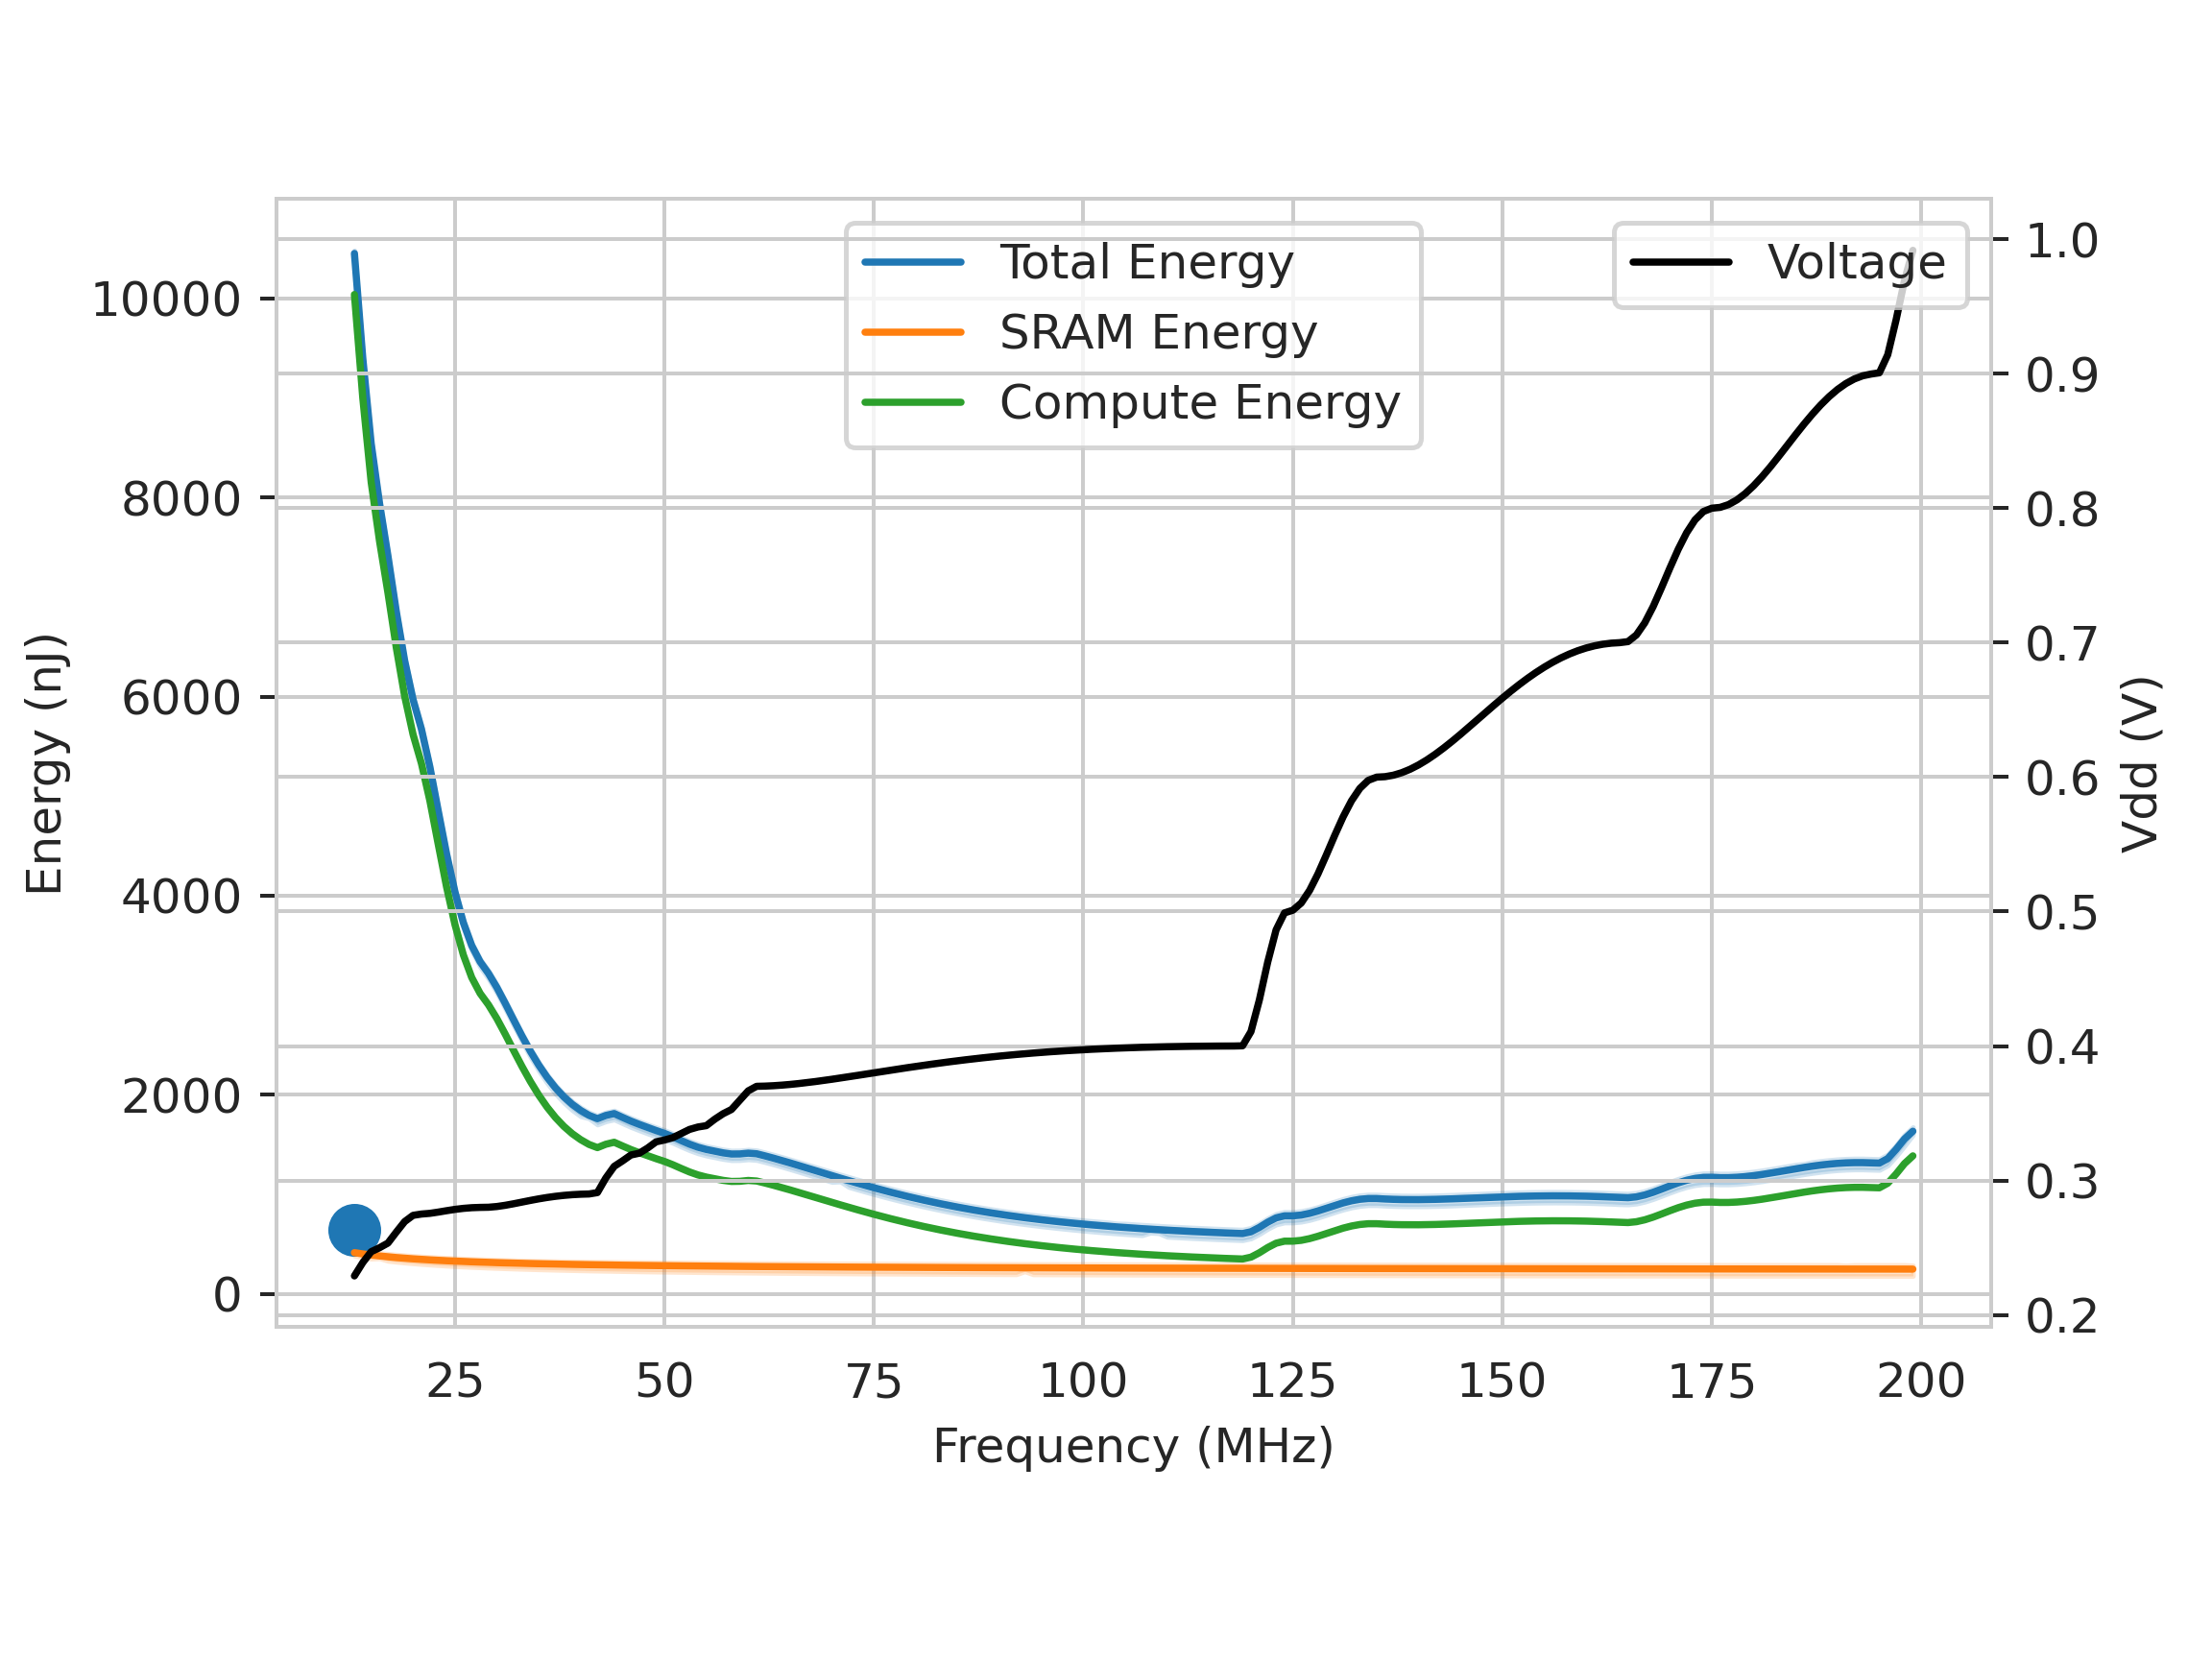 Total Energy
SRAM Energy
Compute Energy
Voltage
10000
8000
6000
4000
2000
0
Energy (nJ)
1.0
0.9
0.8
0.7
0.6
0.5
0.4
0.3
0.2
Vdd (V)
25 50 75 100 125 150 175 200
Frequency (MHz)